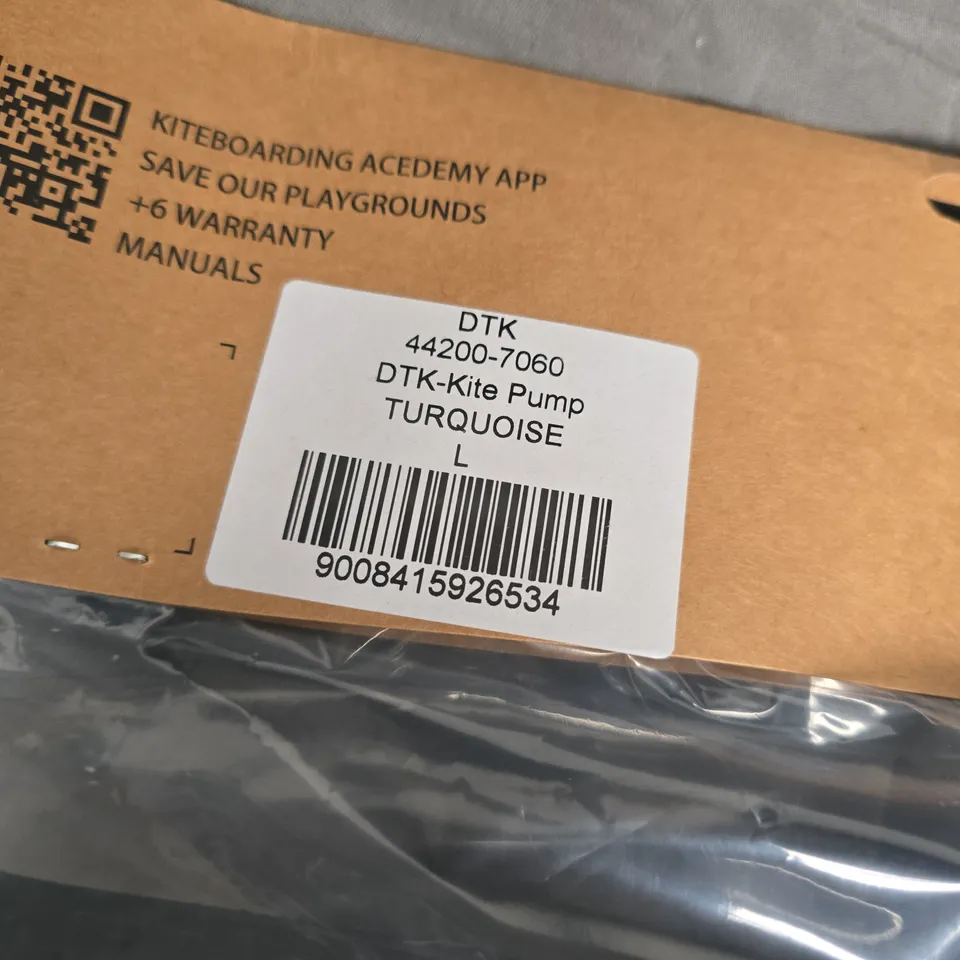 KITEBOARDING ACEDEMY APP
SAVE OUR PLAYGROUNDS
+6 WARRANTY
MANUALS
DTK
44200-7060
DTK-Kite Pump
TURQUOISE
L
9008415926534